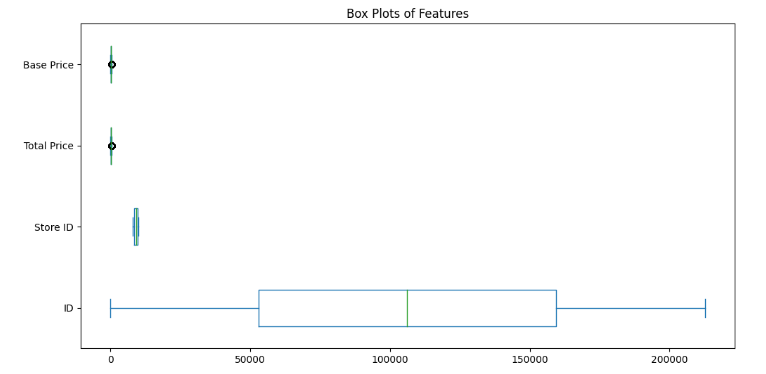 Box Plots of Features
Base Price
Total Price
Store ID
ID
0 50000 100000 150000 200000